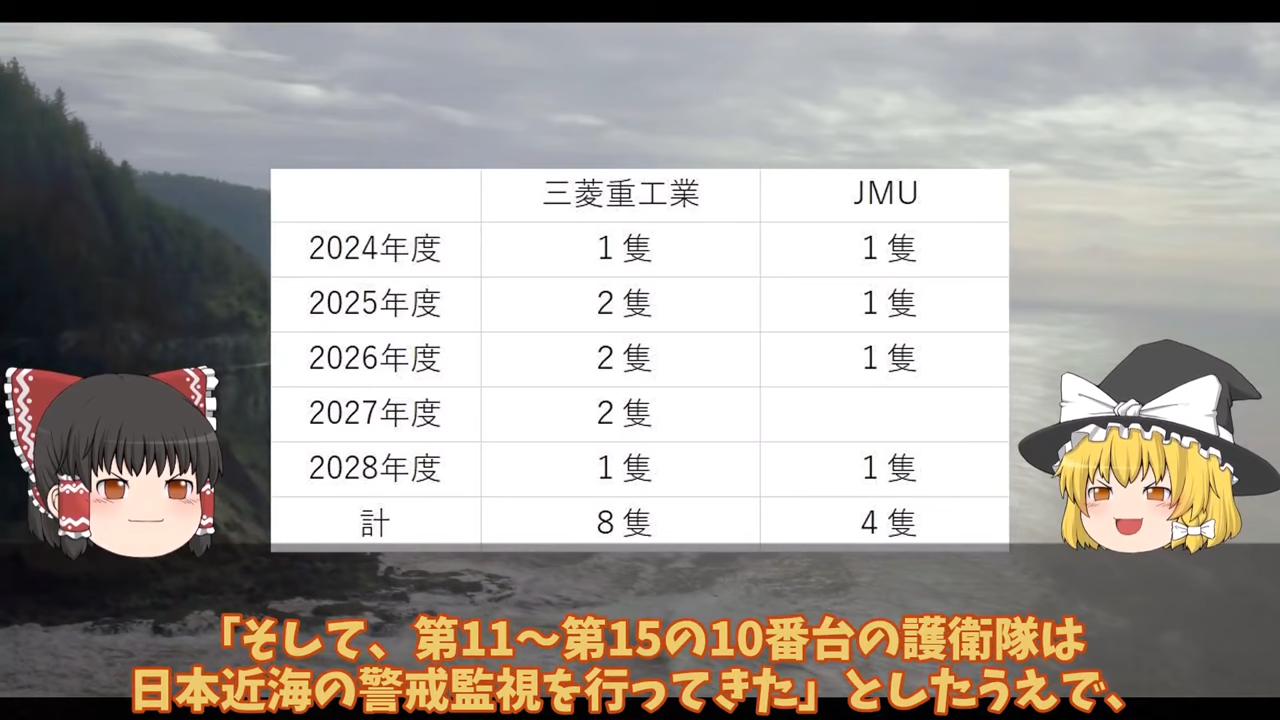 三菱重工業 JMU
2024年度 1隻 1隻
2025年度 2隻 1隻
2026年度 2隻 1隻
2027年度 2隻
2028年度 1隻 1隻
計 8隻 4隻
「そして、第11～第15の10番台の護衛隊は
日本近海の警戒監視を行ってきた」としたうえで、